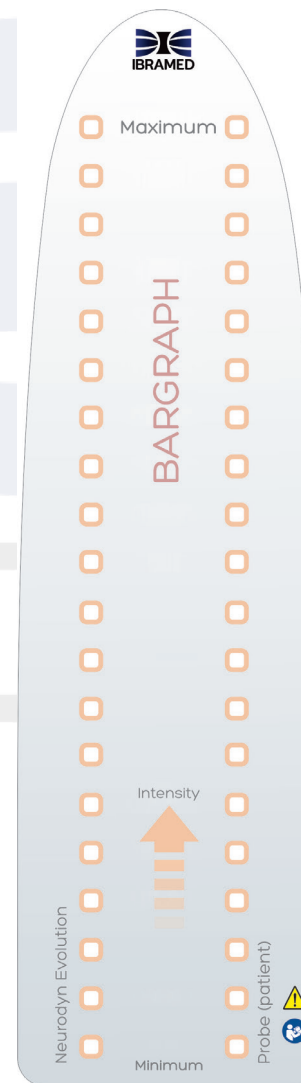 IBRAMED
Maximum
BARGRAPH
Intensity
Neurodyn Evolution
Probe (patient)
Minimum